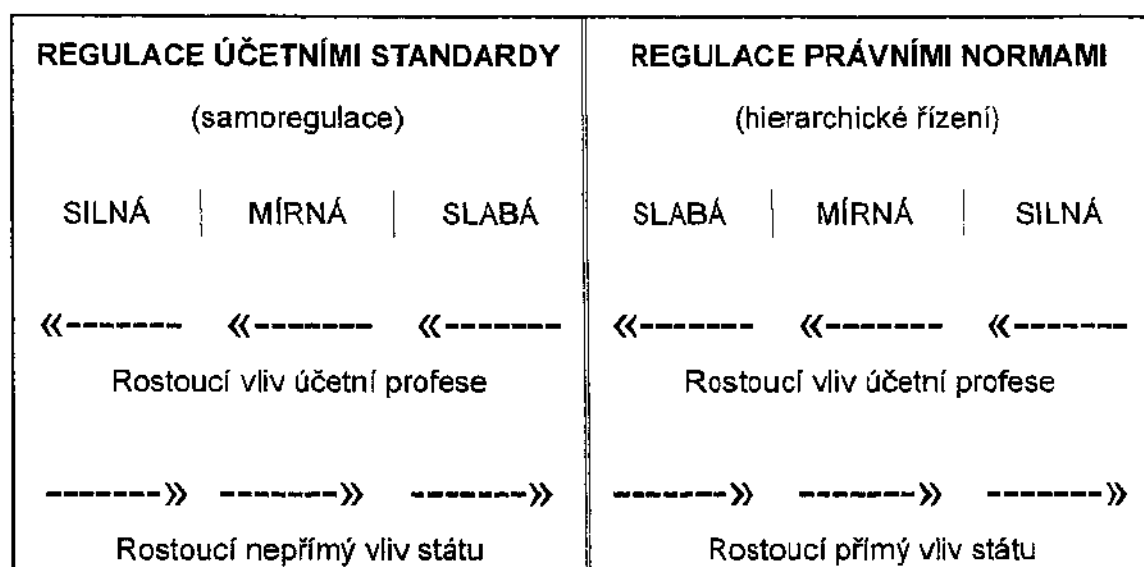 REGULACE ÚČETNÍMI STANDARDY
(samoregulace)
SILNÁ | MÍRNÁ | SLABÁ
«------- «------- «-------
Rostoucí vliv účetní profese
-------» -------» -------»
Rostoucí nepřímý vliv státu
REGULACE PRÁVNÍMI NORMAMI
(hierarchické řízení)
SLABÁ | MÍRNÁ | SILNÁ
«------- «------- «-------
Rostoucí vliv účetní profese
-------» -------» -------»
Rostoucí přímý vliv státu